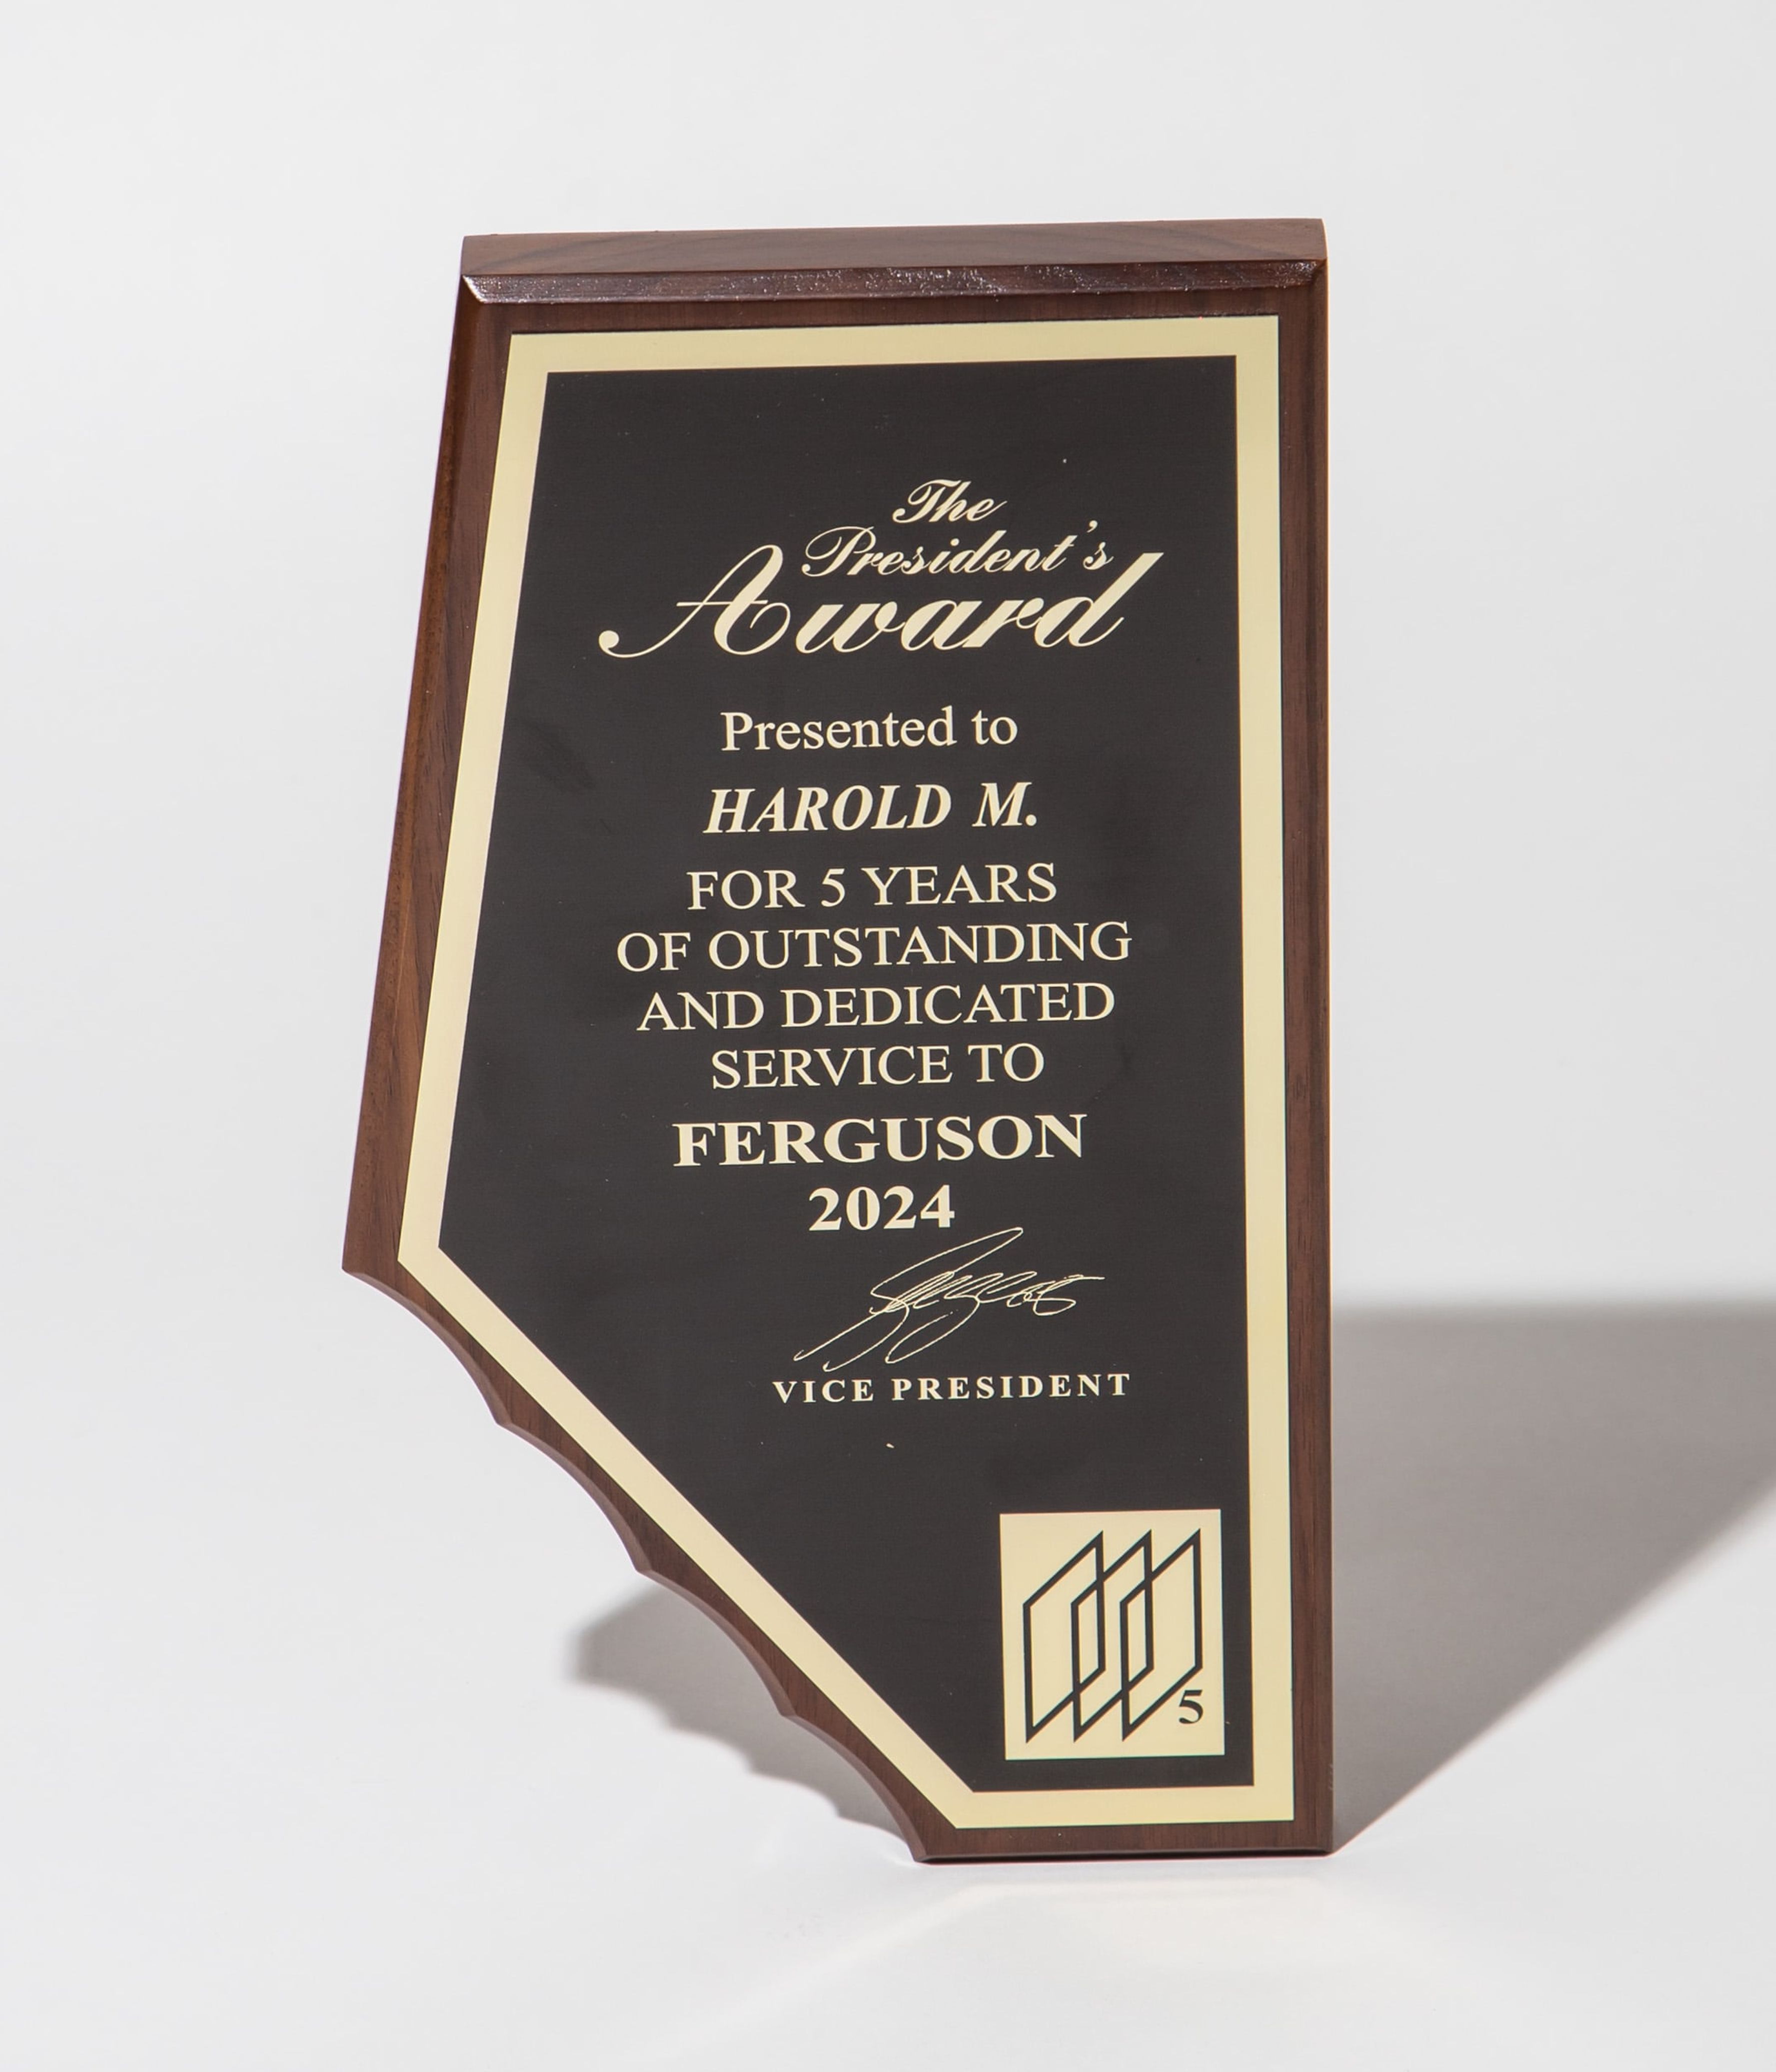 The
President's
Award
Presented to
HAROLD M.
FOR 5 YEARS
OF OUTSTANDING
AND DEDICATED
SERVICE TO
FERGUSON
2024
VICE PRESIDENT
5